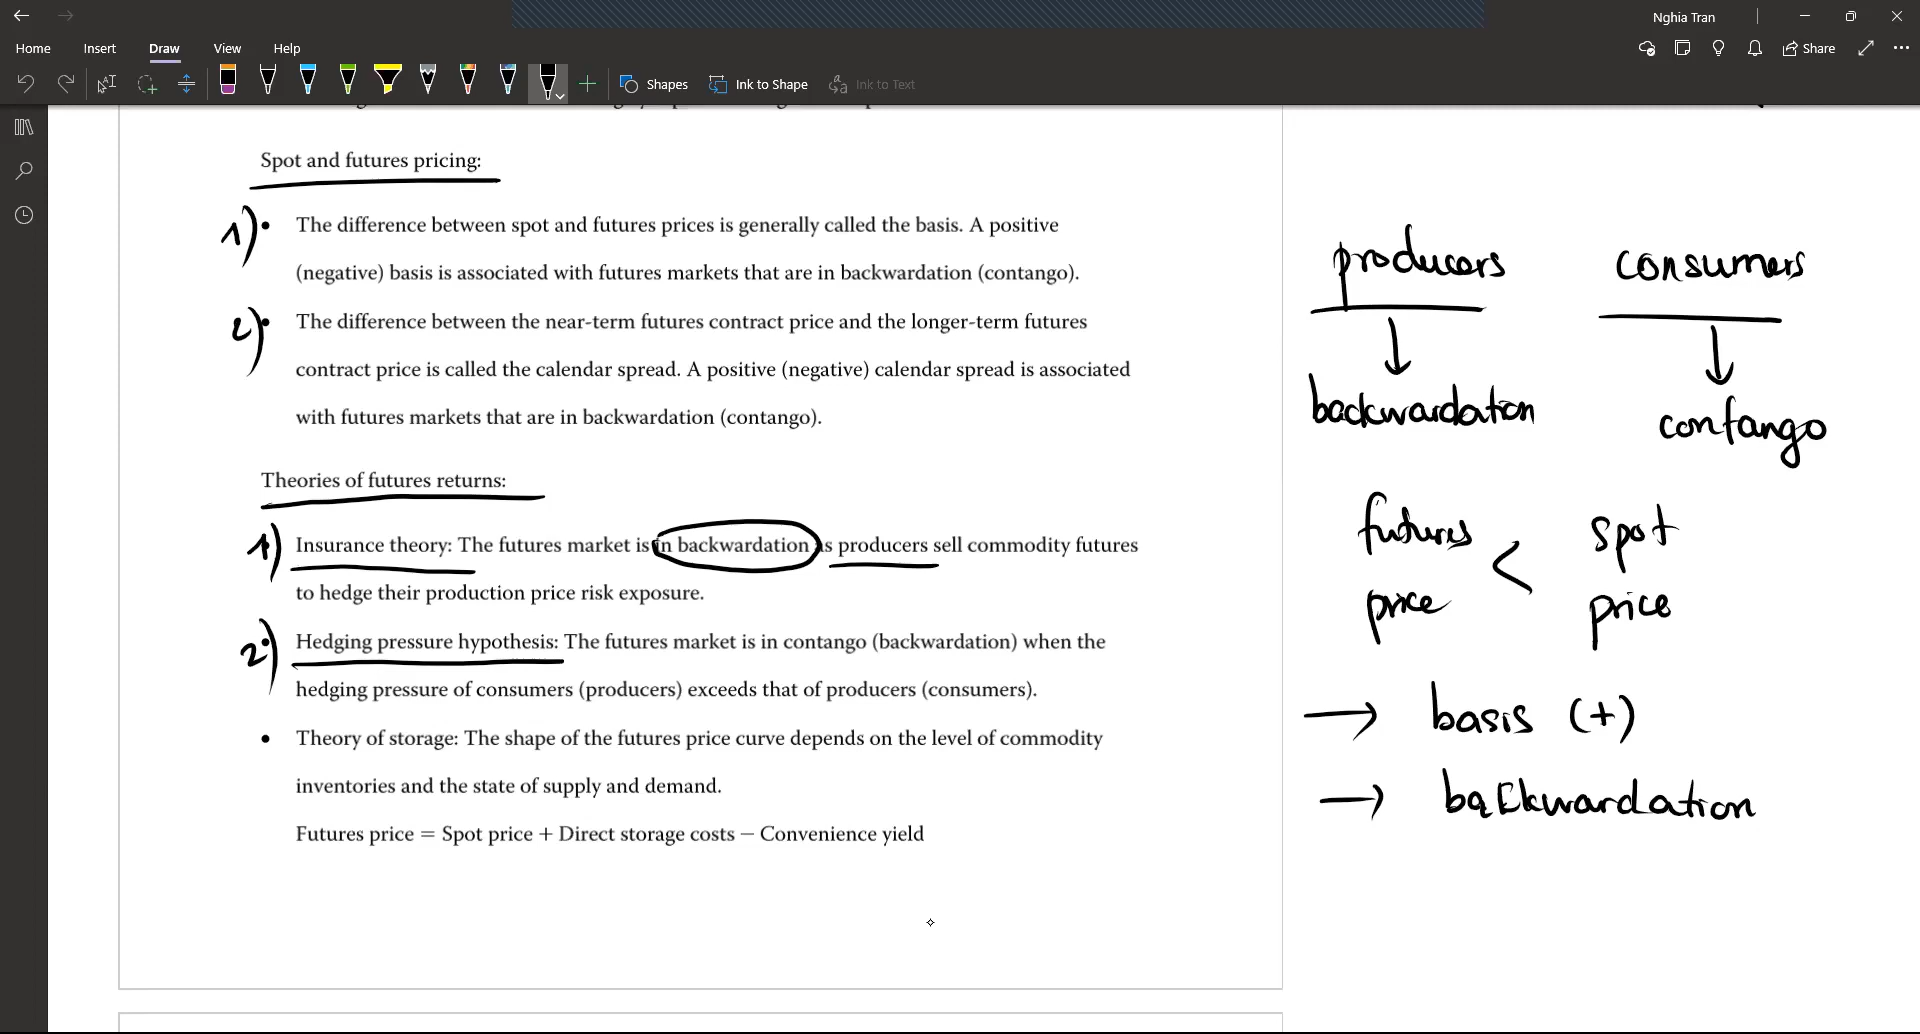 Nghia Tran
Home Insert Draw View Help
Share
Shapes Ink to Shape Ink to Text
Spot and futures pricing:
1) • The difference between spot and futures prices is generally called the basis. A positive
(negative) basis is associated with futures markets that are in backwardation (contango).
2) • The difference between the near-term futures contract price and the longer-term futures
contract price is called the calendar spread. A positive (negative) calendar spread is associated
with futures markets that are in backwardation (contango).
Theories of futures returns:
1) Insurance theory: The futures market is in backwardation as producers sell commodity futures
to hedge their production price risk exposure.
2) • Hedging pressure hypothesis: The futures market is in contango (backwardation) when the
hedging pressure of consumers (producers) exceeds that of producers (consumers).
• Theory of storage: The shape of the futures price curve depends on the level of commodity
inventories and the state of supply and demand.
Futures price = Spot price + Direct storage costs − Convenience yield
producers consumers
↓ ↓
backwardation contango
futures < spot
price price
→ basis (+)
→ backwardation